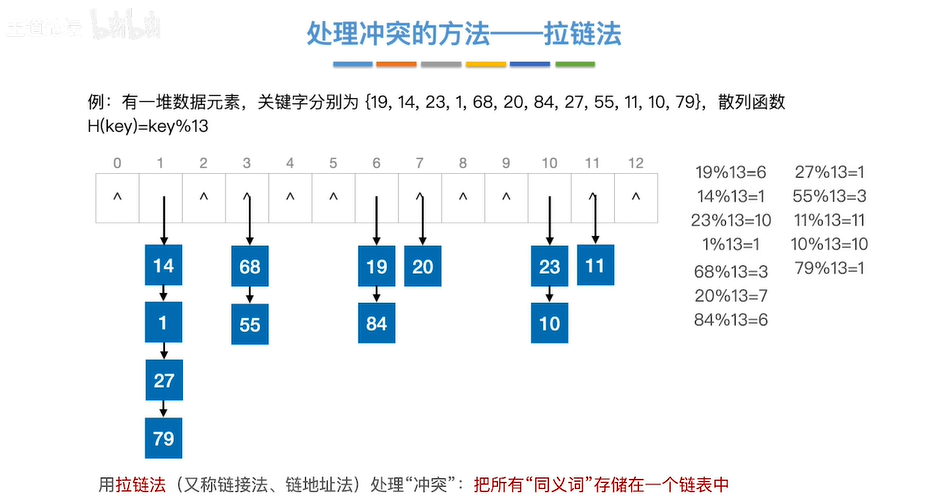 王道论坛 bilibili
处理冲突的方法——拉链法
例：有一堆数据元素，关键字分别为 {19, 14, 23, 1, 68, 20, 84, 27, 55, 11, 10, 79}，散列函数
H(key)=key%13
0 1 2 3 4 5 6 7 8 9 10 11 12
^ ^ ^ ^ ^ ^ ^ ^ ^ ^
14 68 19 20 23 11
1 55 84 10
27
79
19%13=6 27%13=1
14%13=1 55%13=3
23%13=10 11%13=11
1%13=1 10%13=10
68%13=3 79%13=1
20%13=7
84%13=6
用拉链法（又称链接法、链地址法）处理“冲突”：把所有“同义词”存储在一个链表中